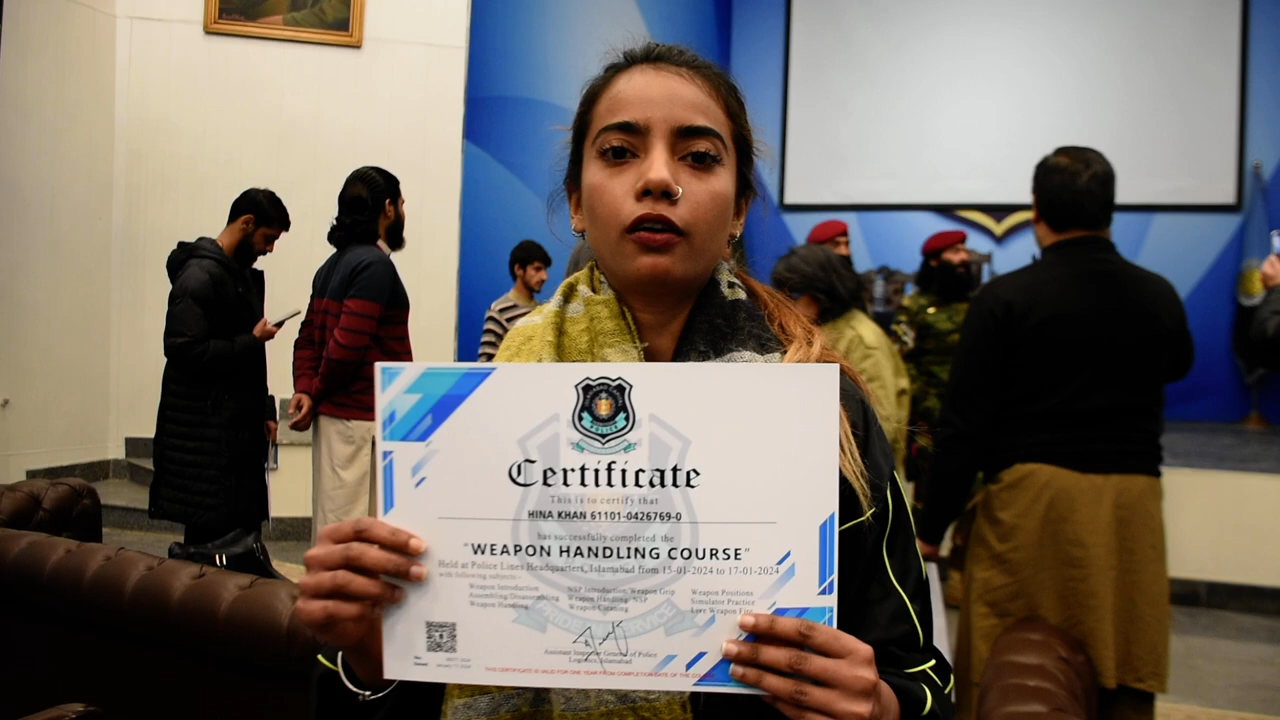 POLICE
Certificate
This is to certify that
HINA KHAN 61101-0426769-0
has successfully completed the
"WEAPON HANDLING COURSE"
Held at Police Lines Headquarters, Islamabad from 15-01-2024 to 17-01-2024
with following subjects:-
Weapon Introduction NSP Introduction/Weapon Grip Weapon Positions
Assembling/Disassembling Weapon Handling/NSP Simulator Practice
Weapon Handling Weapon Cleaning Live Weapon Fire
Assistant Inspector General of Police
Logistics, Islamabad
THIS CERTIFICATE IS VALID FOR ONE YEAR FROM COMPLETION DATE OF THE